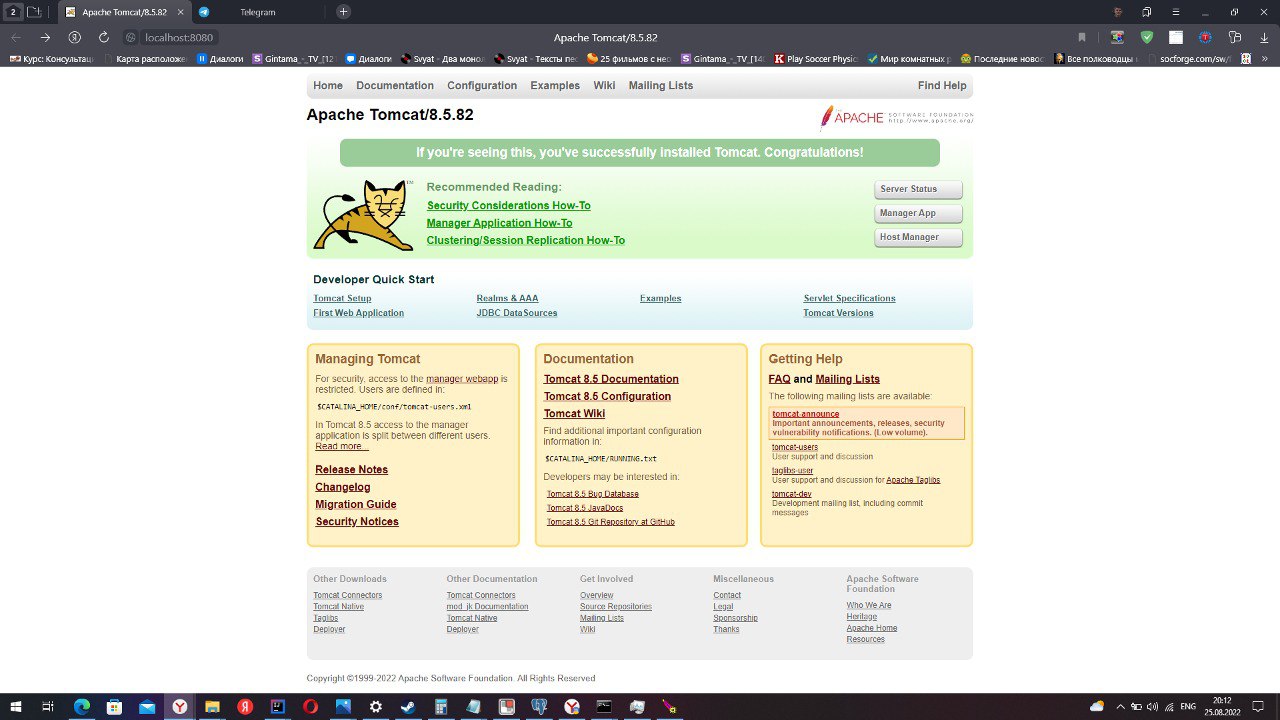 2
Apache Tomcat/8.5.82
Telegram
localhost:8080
Apache Tomcat/8.5.82
Курс: Консультац
Каталог располож
Диалоги
Gintama_-_TV_[12
Диалоги
Svyat - Два моно
Svyat - Тексты пес
25 фильмов с нео
Gintama_-_TV_[140
Play Soccer Physic
Мир комнатных р
Последние новос
Все полководцы
socforge.com/sw/
Home
Documentation
Configuration
Examples
Wiki
Mailing Lists
Find Help
Apache Tomcat/8.5.82
THE APACHE SOFTWARE FOUNDATION
http://www.apache.org/
If you're seeing this, you've successfully installed Tomcat. Congratulations!
TM
Recommended Reading:
Security Considerations How-To
Manager Application How-To
Clustering/Session Replication How-To
Server Status
Manager App
Host Manager
Developer Quick Start
Tomcat Setup
First Web Application
Realms & AAA
JDBC DataSources
Examples
Servlet Specifications
Tomcat Versions
Managing Tomcat
For security, access to the manager webapp is
restricted. Users are defined in:
$CATALINA_HOME/conf/tomcat-users.xml
In Tomcat 8.5 access to the manager
application is split between different users.
Read more...
Release Notes
Changelog
Migration Guide
Security Notices
Documentation
Tomcat 8.5 Documentation
Tomcat 8.5 Configuration
Tomcat Wiki
Find additional important configuration
information in:
$CATALINA_HOME/RUNNING.txt
Developers may be interested in:
Tomcat 8.5 Bug Database
Tomcat 8.5 JavaDocs
Tomcat 8.5 Git Repository at GitHub
Getting Help
FAQ and Mailing Lists
The following mailing lists are available:
tomcat-announce
Important announcements, releases, security
vulnerability notifications. (Low volume).
tomcat-users
User support and discussion
taglibs-user
User support and discussion for Apache Taglibs
tomcat-dev
Development mailing list, including commit
messages
Other Downloads
Tomcat Connectors
Tomcat Native
Taglibs
Deployer
Other Documentation
Tomcat Connectors
mod_jk Documentation
Tomcat Native
Deployer
Get Involved
Overview
Source Repositories
Mailing Lists
Wiki
Miscellaneous
Contact
Legal
Sponsorship
Thanks
Apache Software
Foundation
Who We Are
Heritage
Apache Home
Resources
Copyright ©1999-2022 Apache Software Foundation. All Rights Reserved
ENG
20:12
25.08.2022